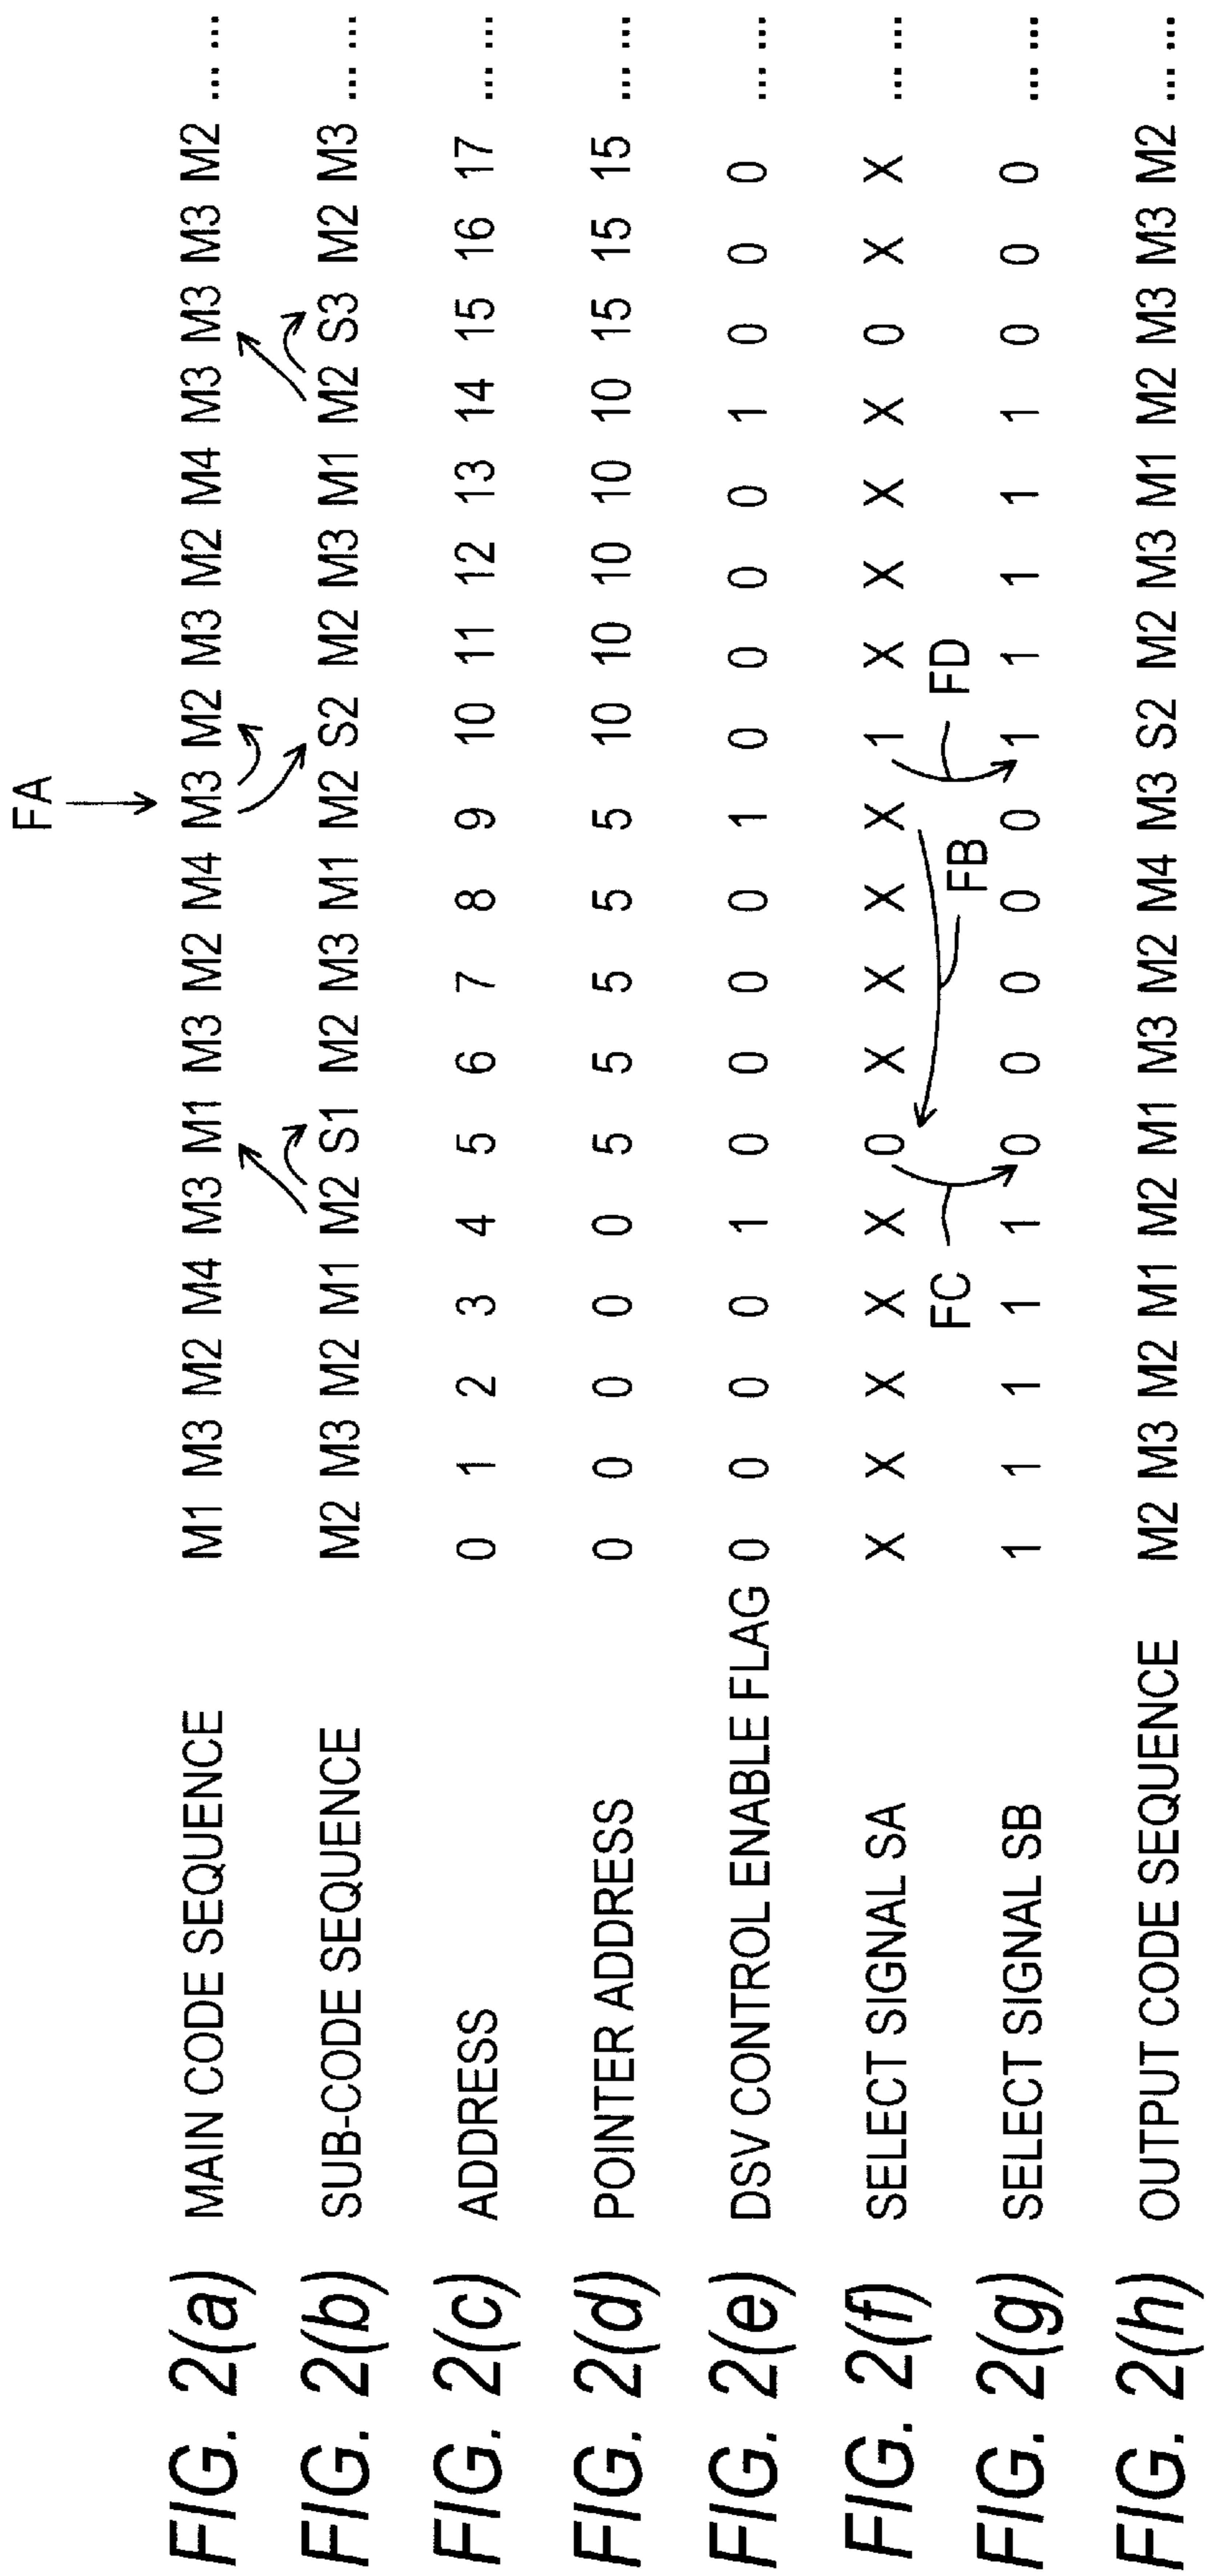 FA
FIG. 2(a) MAIN CODE SEQUENCE M1 M3 M2 M4 M3 M1 M3 M2 M4 M3 M2 M3 M2 M4 M3 M3 M3 M2 ... ...
FIG. 2(b) SUB-CODE SEQUENCE M2 M3 M2 M1 M2 S1 M2 M3 M1 M2 S2 M2 M3 M1 M2 S3 M2 M3 ... ...
FIG. 2(c) ADDRESS 0 1 2 3 4 5 6 7 8 9 10 11 12 13 14 15 16 17 ... ...
FIG. 2(d) POINTER ADDRESS 0 0 0 0 0 5 5 5 5 5 10 10 10 10 10 15 15 15 ... ...
FIG. 2(e) DSV CONTROL ENABLE FLAG 0 0 0 0 1 0 0 0 0 1 0 0 0 0 1 0 0 0 ... ...
FIG. 2(f) SELECT SIGNAL SA X X X X X 0 X X X X 1 X X X X 0 X X ... ...
FC FB FD
FIG. 2(g) SELECT SIGNAL SB 1 1 1 1 1 0 0 0 0 0 1 1 1 1 1 0 0 0 ... ...
FIG. 2(h) OUTPUT CODE SEQUENCE M2 M3 M2 M1 M2 M1 M3 M2 M4 M3 S2 M2 M3 M1 M2 M3 M3 M2 ... ...